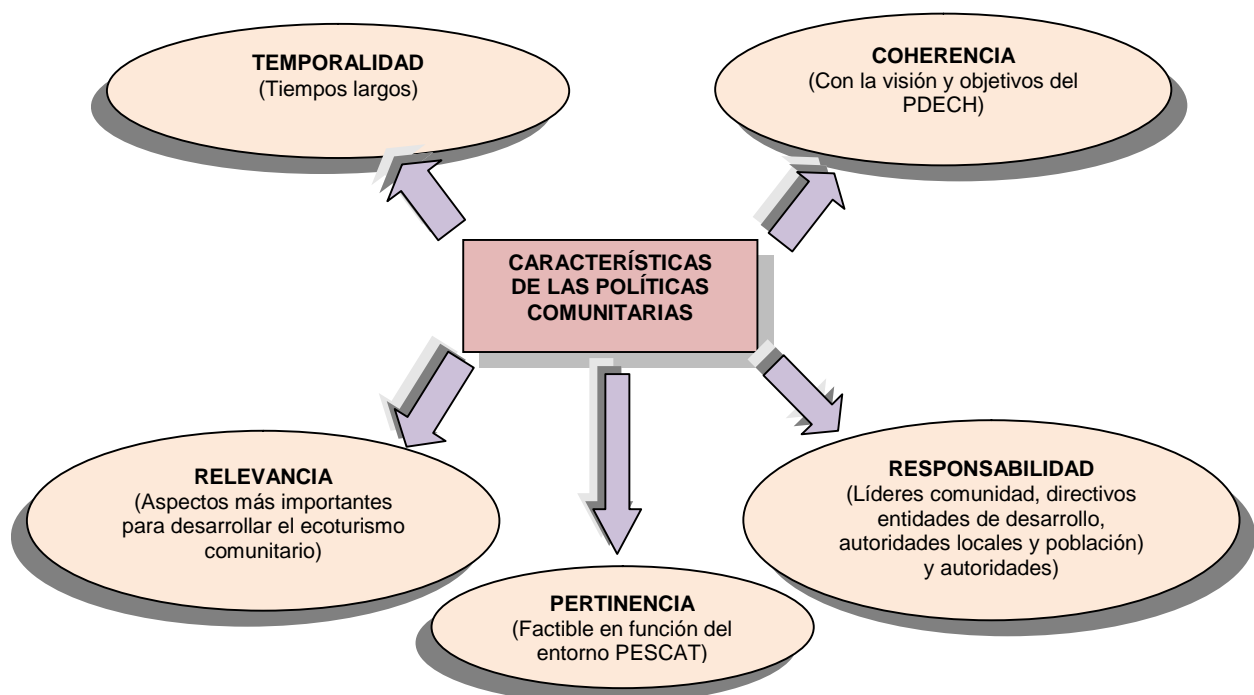 TEMPORALIDAD
(Tiempos largos)
COHERENCIA
(Con la visión y objetivos del
PDECH)
CARACTERÍSTICAS
DE LAS POLÍTICAS
COMUNITARIAS
RELEVANCIA
(Aspectos más importantes
para desarrollar el ecoturismo
comunitario)
RESPONSABILIDAD
(Líderes comunidad, directivos
entidades de desarrollo,
autoridades locales y población)
y autoridades)
PERTINENCIA
(Factible en función del
entorno PESCAT)